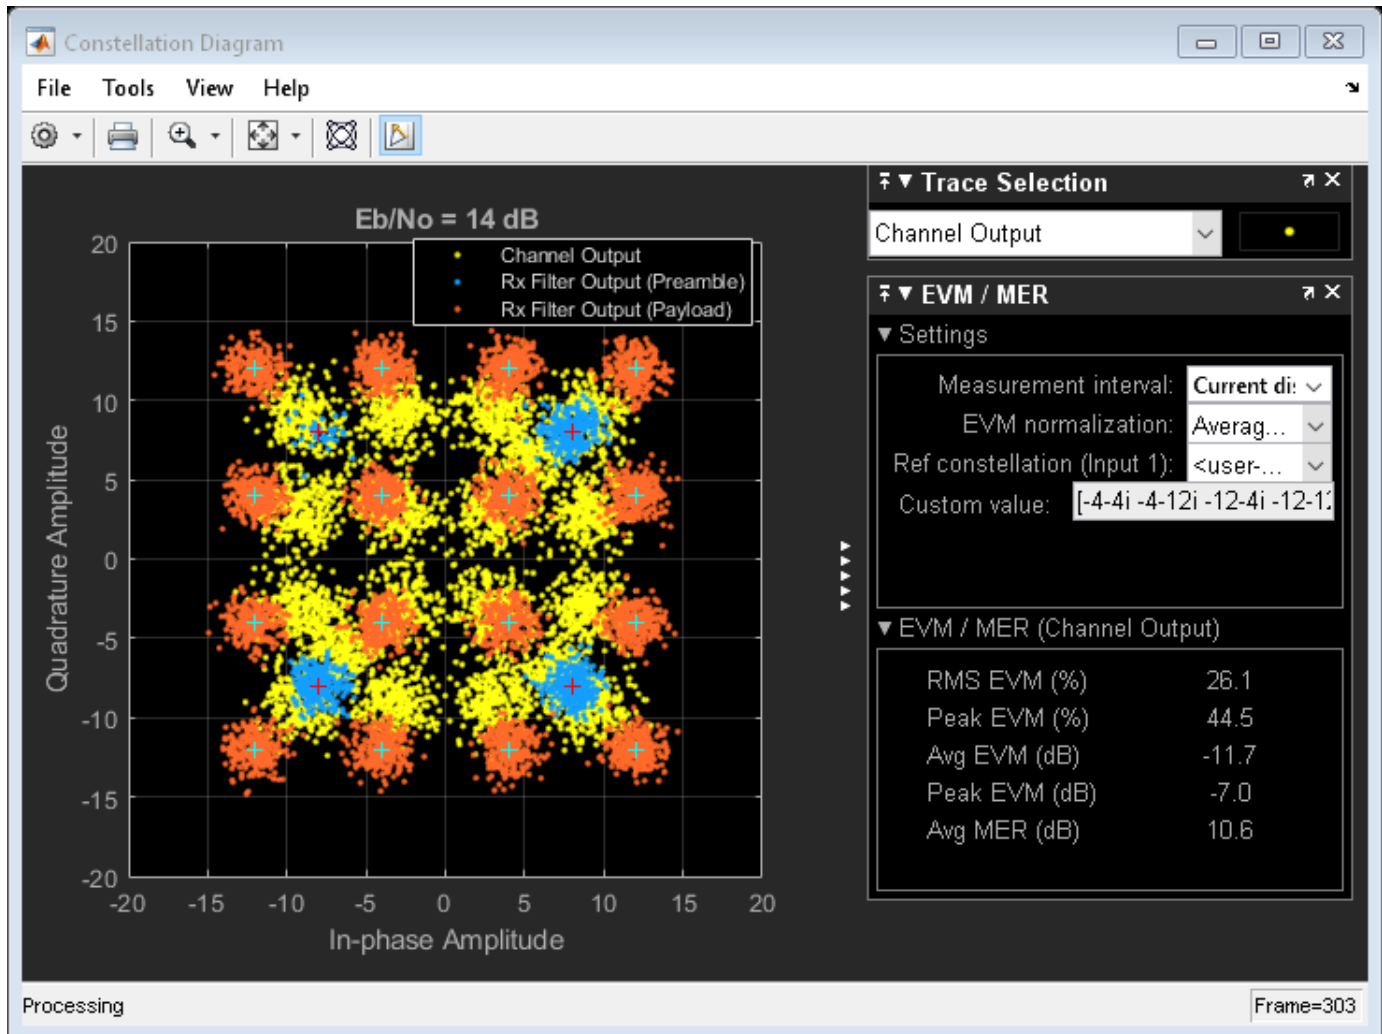 Constellation Diagram
File Tools View Help
Trace Selection
Channel Output
Eb/No = 14 dB
Channel Output
Rx Filter Output (Preamble)
Rx Filter Output (Payload)
20
15
10
5
0
-5
-10
-15
-20
Quadrature Amplitude
-20 -15 -10 -5 0 5 10 15 20
In-phase Amplitude
EVM / MER
Settings
Measurement interval: Current di
EVM normalization: Averag...
Ref constellation (Input 1): <user-...
Custom value: [-4-4i -4-12i -12-4i -12-12
EVM / MER (Channel Output)
RMS EVM (%) 26.1
Peak EVM (%) 44.5
Avg EVM (dB) -11.7
Peak EVM (dB) -7.0
Avg MER (dB) 10.6
Processing
Frame=303